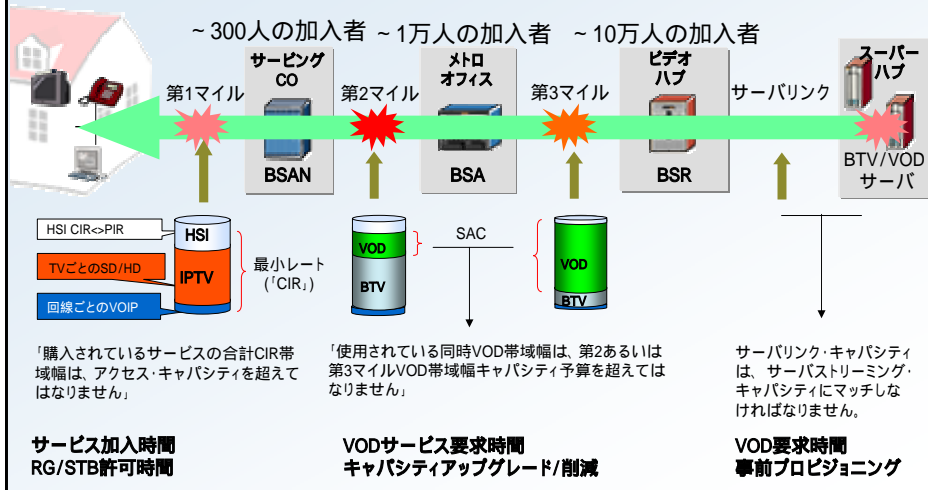 ~300人の加入者 ~1万人の加入者 ~10万人の加入者
サービング
CO
メトロ
オフィス
ビデオ
ハブ
スーパー
ハブ
第1マイル
第2マイル
第3マイル
サーバリンク
BSAN
BSA
BSR
BTV/VOD
サーバ
HSI CIR<>PIR
TVごとのSD/HD
回線ごとのVOIP
HSI
IPTV
最小レート
(「CIR」)
VOD
BTV
SAC
VOD
BTV
「購入されているサービスの合計CIR帯
域幅は、アクセス・キャパシティを超えて
はなりません」
「使用されている同時VOD帯域幅は、第2あるいは
第3マイルVOD帯域幅キャパシティ予算を超えては
なりません」
サーバリンク・キャパシティ
は、サーバストリーミング・
キャパシティにマッチしな
ければなりません。
サービス加入時間
RG/STB許可時間
VODサービス要求時間
キャパシティアップグレード/削減
VOD要求時間
事前プロビジョニング